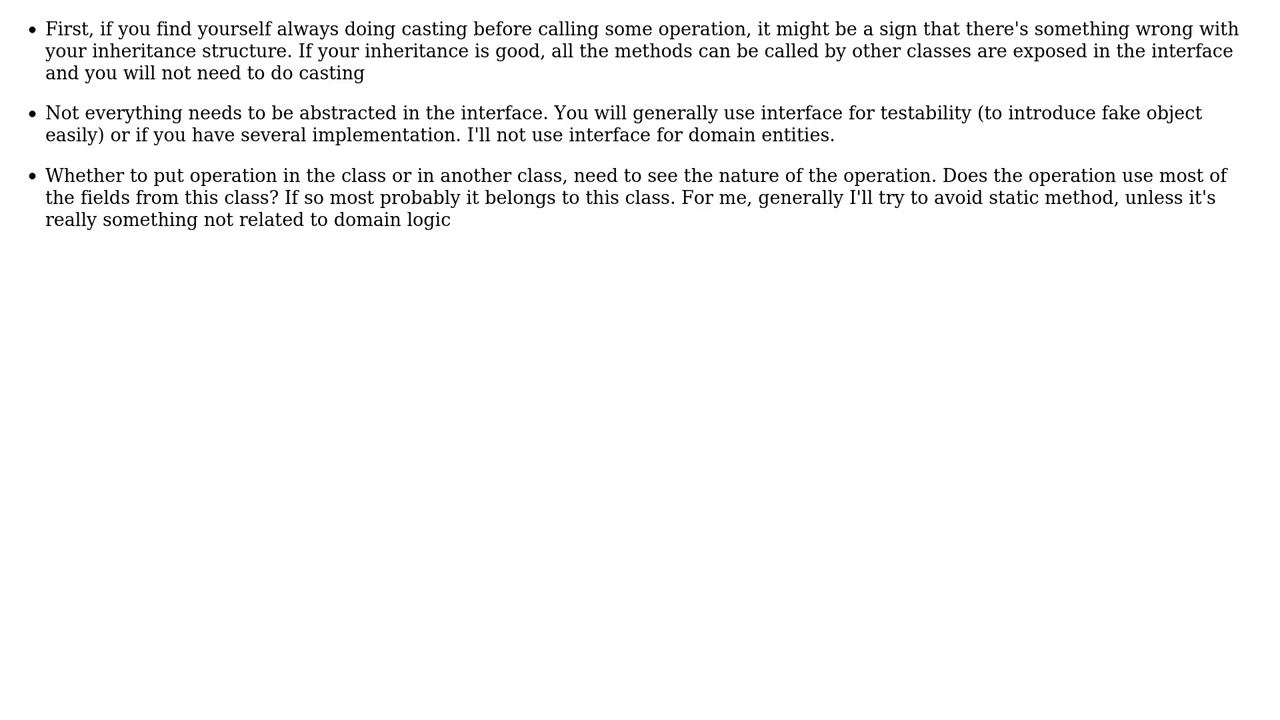 • First, if you find yourself always doing casting before calling some operation, it might be a sign that there's something wrong with
your inheritance structure. If your inheritance is good, all the methods can be called by other classes are exposed in the interface
and you will not need to do casting
• Not everything needs to be abstracted in the interface. You will generally use interface for testability (to introduce fake object
easily) or if you have several implementation. I'll not use interface for domain entities.
• Whether to put operation in the class or in another class, need to see the nature of the operation. Does the operation use most of
the fields from this class? If so most probably it belongs to this class. For me, generally I'll try to avoid static method, unless it's
really something not related to domain logic